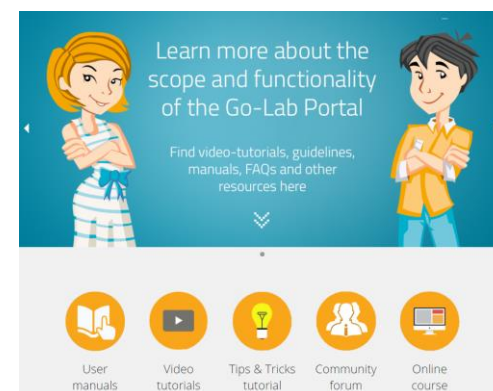 Learn more about the
scope and functionality
of the Go-Lab Portal
Find video-tutorials, guidelines,
manuals, FAQs and other
resources here
User
manuals
Video
tutorials
Tips & Tricks
tutorial
Community
forum
Online
course